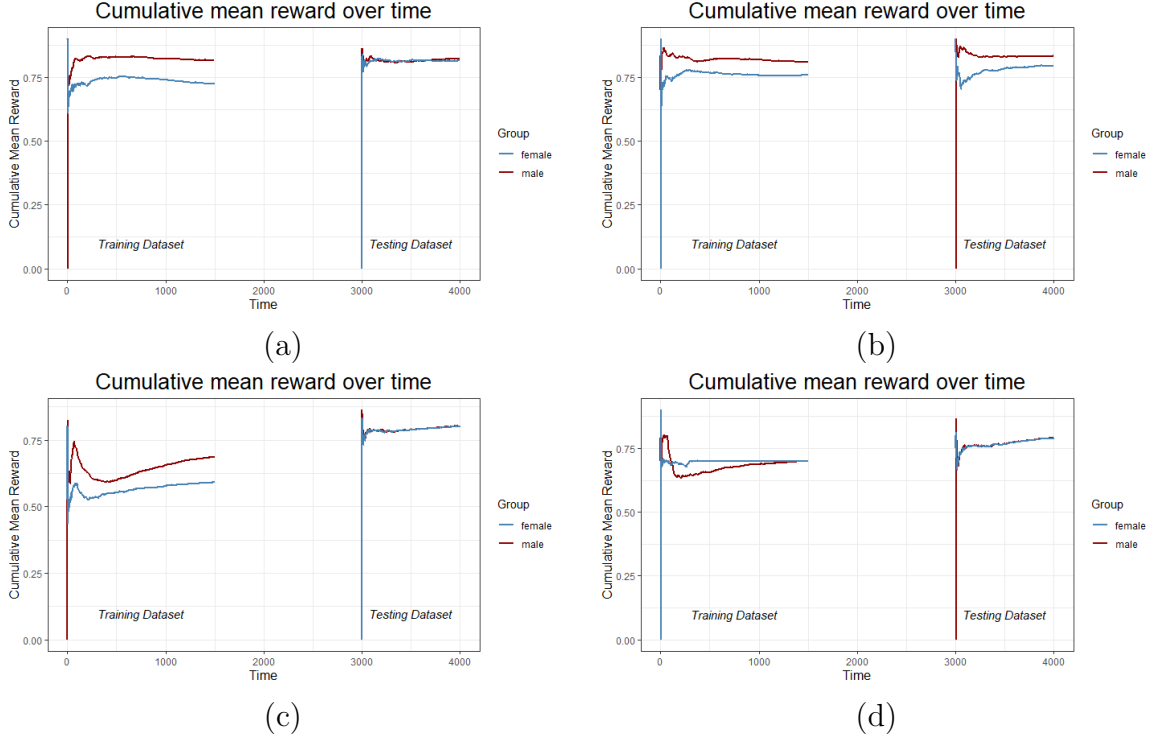 Cumulative mean reward over time
Cumulative Mean Reward
0.75
0.50
0.25
0.00
Training Dataset
Testing Dataset
0
1000
2000
3000
4000
Time
Group
female
male
(a)
Cumulative mean reward over time
Cumulative Mean Reward
0.75
0.50
0.25
0.00
Training Dataset
Testing Dataset
0
1000
2000
3000
4000
Time
Group
female
male
(b)
Cumulative mean reward over time
Cumulative Mean Reward
0.75
0.50
0.25
0.00
Training Dataset
Testing Dataset
0
1000
2000
3000
4000
Time
Group
female
male
(c)
Cumulative mean reward over time
Cumulative Mean Reward
0.75
0.50
0.25
0.00
Training Dataset
Testing Dataset
0
1000
2000
3000
4000
Time
Group
female
male
(d)